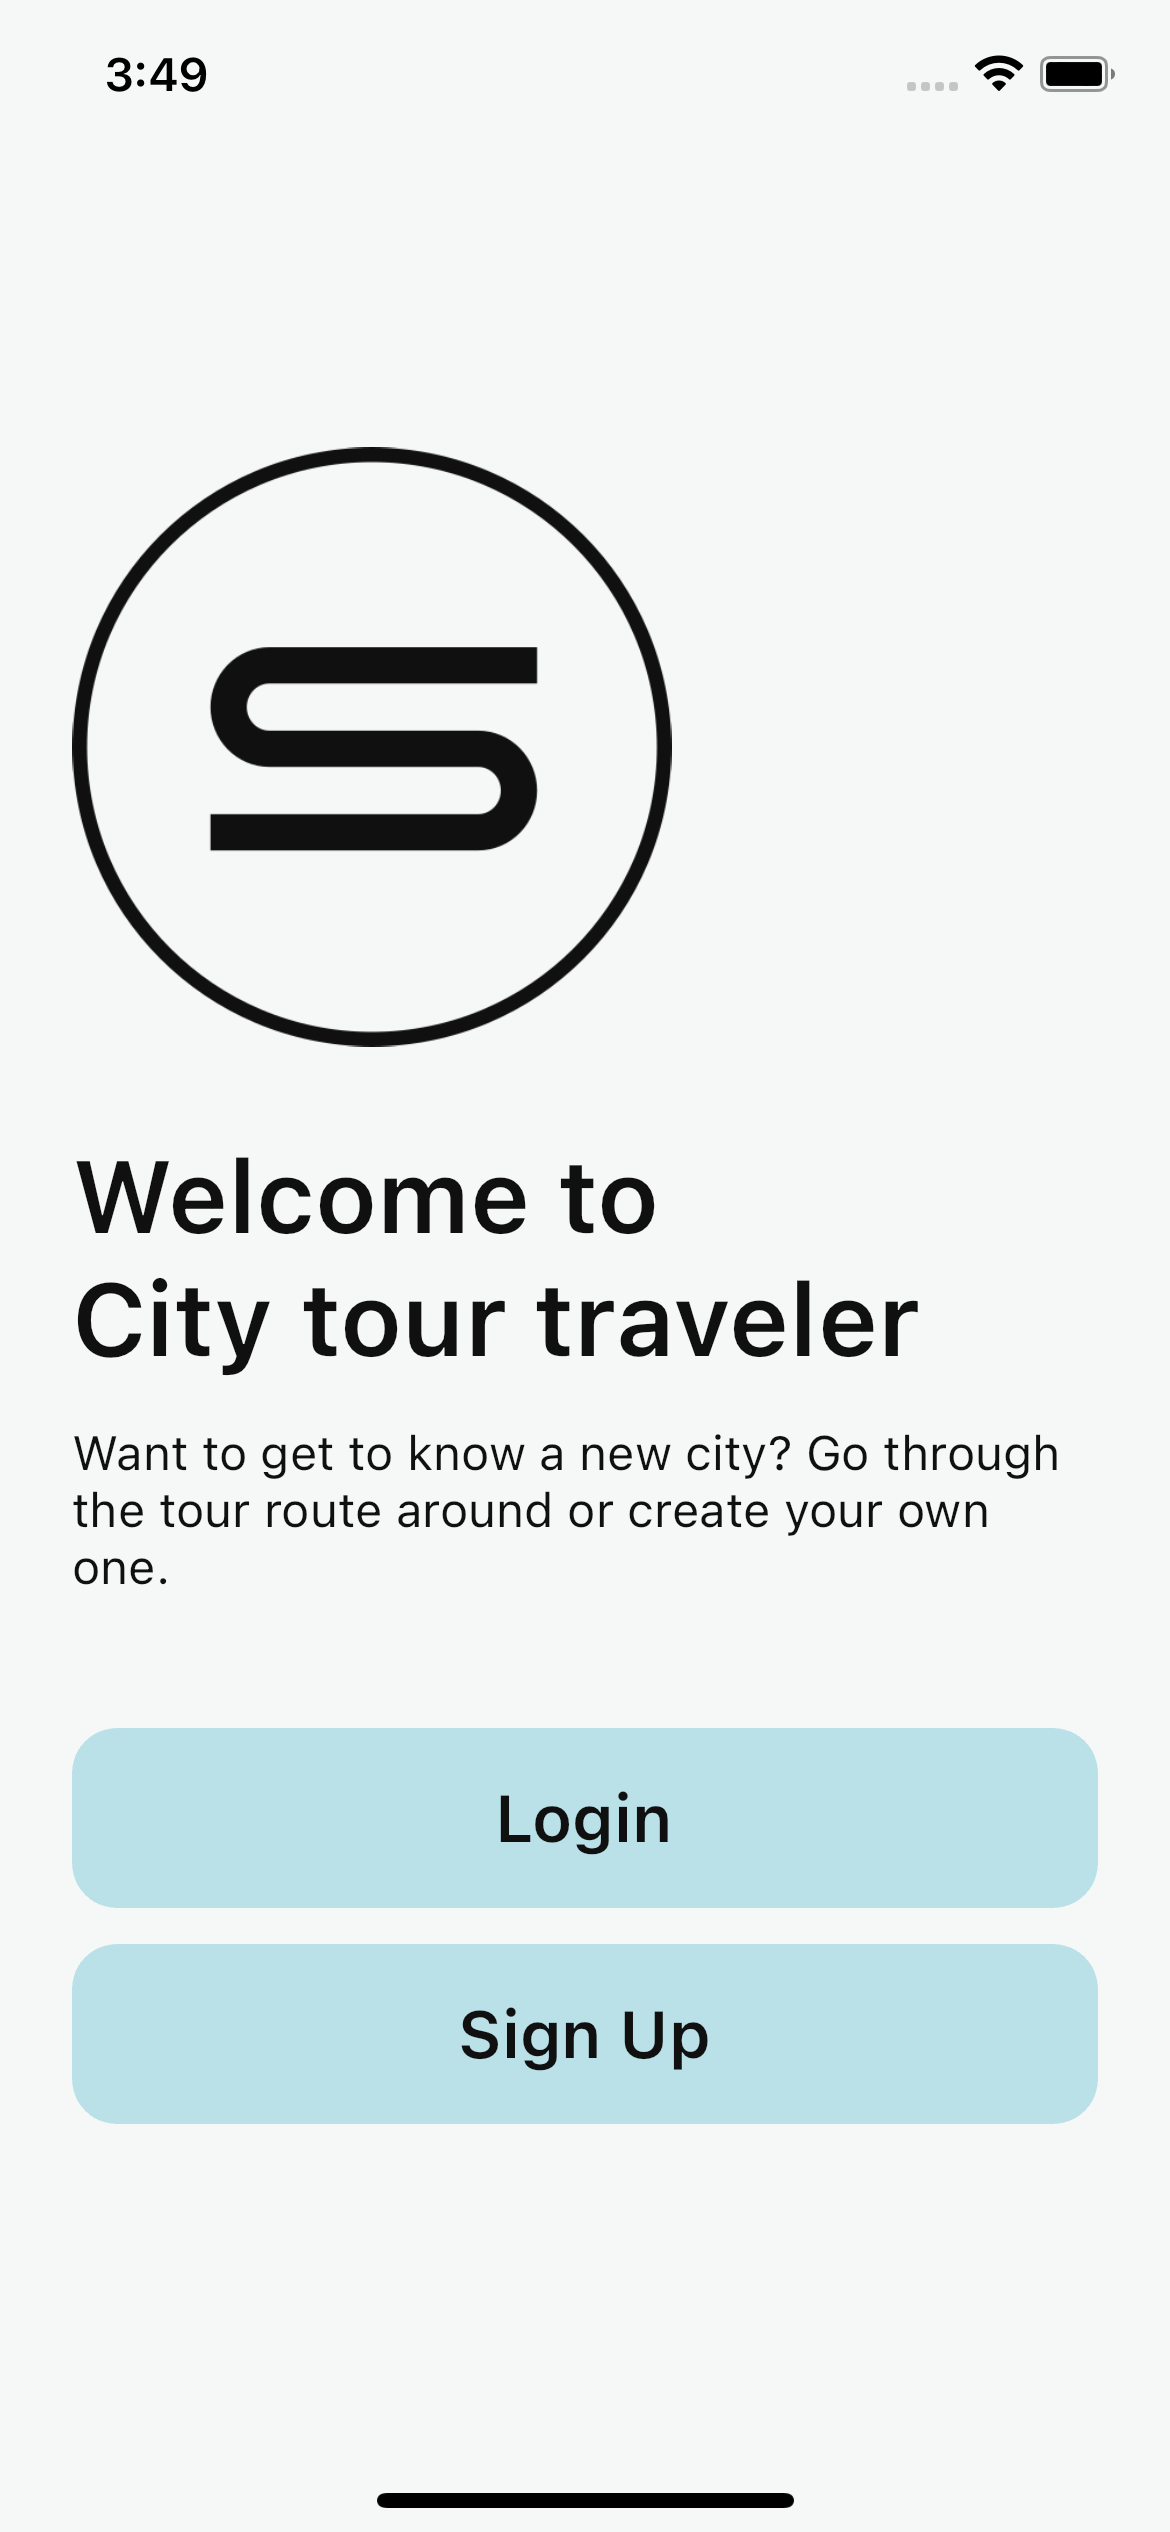 3:49
S
Welcome to
City tour traveler
Want to get to know a new city? Go through
the tour route around or create your own
one.
Login
Sign Up